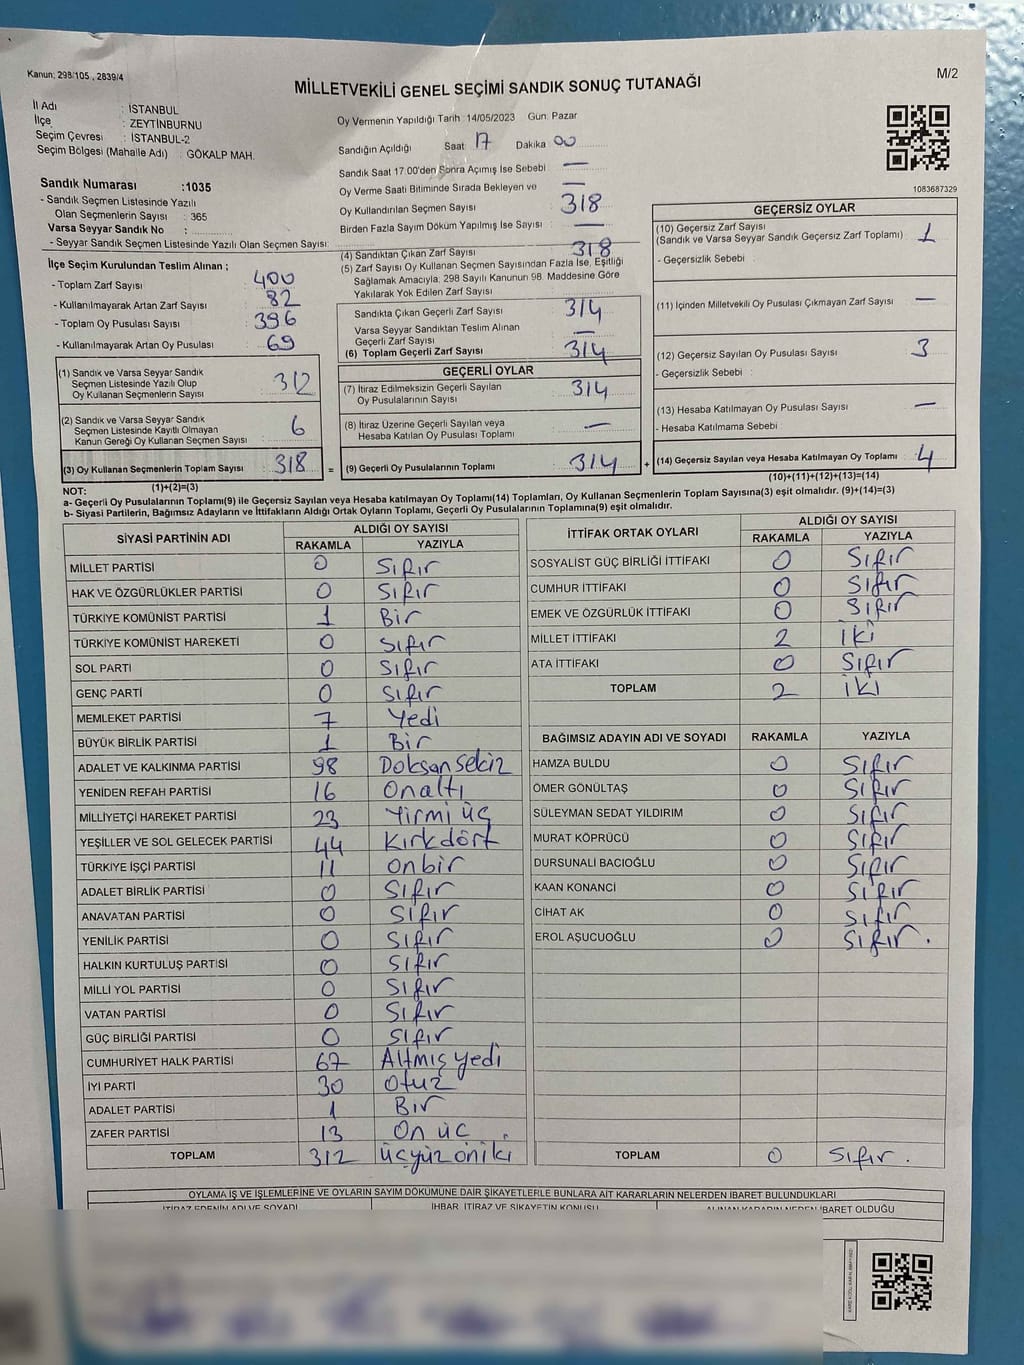 Kanun; 298/105 , 2839/4
M/2
MİLLETVEKİLİ GENEL SEÇİMİ SANDIK SONUÇ TUTANAĞI
İl Adı : İSTANBUL
İlçe : ZEYTİNBURNU
Seçim Çevresi : İSTANBUL-2
Seçim Bölgesi (Mahalle Adı) : GÖKALP MAH.
Sandık Numarası :1035
- Sandık Seçmen Listesinde Yazılı
Olan Seçmenlerin Sayısı : 365
Varsa Seyyar Sandık No :
- Seyyar Sandık Seçmen Listesinde Yazılı Olan Seçmen Sayısı:
Oy Vermenin Yapıldığı Tarih :14/05/2023 Gün: Pazar
Sandığın Açıldığı Saat 17 Dakika 00
Sandık Saat 17.00'den Sonra Açılmış İse Sebebi —
Oy Verme Saati Bitiminde Sırada Bekleyen ve —
Oy Kullandırılan Seçmen Sayısı 318
Birden Fazla Sayım Döküm Yapılmış İse Sayısı —
1083687329
İlçe Seçim Kurulundan Teslim Alınan ;
- Toplam Zarf Sayısı : 400
- Kullanılmayarak Artan Zarf Sayısı : 82
- Toplam Oy Pusulası Sayısı : 396
- Kullanılmayarak Artan Oy Pusulası : 69
(4) Sandıktan Çıkan Zarf Sayısı 318
(5) Zarf Sayısı Oy Kullanan Seçmen Sayısından Fazla İse, Eşitliği
Sağlamak Amacıyla; 298 Sayılı Kanunun 98. Maddesine Göre
Yakılarak Yok Edilen Zarf Sayısı
Sandıkta Çıkan Geçerli Zarf Sayısı 314
Varsa Seyyar Sandıktan Teslim Alınan
Geçerli Zarf Sayısı —
(6) Toplam Geçerli Zarf Sayısı 314
GEÇERSİZ OYLAR
(10) Geçersiz Zarf Sayısı
(Sandık ve Varsa Seyyar Sandık Geçersiz Zarf Toplamı) 1
- Geçersizlik Sebebi :
(11) İçinden Milletvekili Oy Pusulası Çıkmayan Zarf Sayısı —
(12) Geçersiz Sayılan Oy Pusulası Sayısı 3
- Geçersizlik Sebebi :
(13) Hesaba Katılmayan Oy Pusulası Sayısı —
- Hesaba Katılmama Sebebi :
(14) Geçersiz Sayılan veya Hesaba Katılmayan Oy Toplamı 4
(10)+(11)+(12)+(13)=(14)
(1) Sandık ve Varsa Seyyar Sandık
Seçmen Listesinde Yazılı Olup
Oy Kullanan Seçmenlerin Sayısı 312
(2) Sandık ve Varsa Seyyar Sandık
Seçmen Listesinde Kayıtlı Olmayan
Kanun Gereği Oy Kullanan Seçmen Sayısı 6
(3) Oy Kullanan Seçmenlerin Toplam Sayısı 318 =
(1)+(2)=(3)
GEÇERLİ OYLAR
(7) İtiraz Edilmeksizin Geçerli Sayılan
Oy Pusulalarının Sayısı 314
(8) İtiraz Üzerine Geçerli Sayılan veya
Hesaba Katılan Oy Pusulası Toplamı —
(9) Geçerli Oy Pusulalarının Toplamı 314 +
NOT:
a- Geçerli Oy Pusulalarının Toplamı(9) ile Geçersiz Sayılan veya Hesaba katılmayan Oy Toplamı(14) Toplamları, Oy Kullanan Seçmenlerin Toplam Sayısına(3) eşit olmalıdır. (9)+(14)=(3)
b- Siyasi Partilerin, Bağımsız Adayların ve İttifakların Aldığı Ortak Oyların Toplamı, Geçerli Oy Pusulalarının Toplamına(9) eşit olmalıdır.
SİYASİ PARTİNİN ADI ALDIĞI OY SAYISI
RAKAMLA YAZIYLA
MİLLET PARTİSİ 0 Sıfır
HAK VE ÖZGÜRLÜKLER PARTİSİ 0 Sıfır
TÜRKİYE KOMÜNİST PARTİSİ 1 Bir
TÜRKİYE KOMÜNİST HAREKETİ 0 Sıfır
SOL PARTİ 0 Sıfır
GENÇ PARTİ 0 Sıfır
MEMLEKET PARTİSİ 7 Yedi
BÜYÜK BİRLİK PARTİSİ 1 Bir
ADALET VE KALKINMA PARTİSİ 98 Doksan sekiz
YENİDEN REFAH PARTİSİ 16 Onaltı
MİLLİYETÇİ HAREKET PARTİSİ 23 Yirmi üç
YEŞİLLER VE SOL GELECEK PARTİSİ 44 Kırkdört
TÜRKİYE İŞÇİ PARTİSİ 11 onbir
ADALET BİRLİK PARTİSİ 0 Sıfır
ANAVATAN PARTİSİ 0 Sıfır
YENİLİK PARTİSİ 0 Sıfır
HALKIN KURTULUŞ PARTİSİ 0 Sıfır
MİLLİ YOL PARTİSİ 0 Sıfır
VATAN PARTİSİ 0 Sıfır
GÜÇ BİRLİĞİ PARTİSİ 0 Sıfır
CUMHURİYET HALK PARTİSİ 67 Altmış yedi
İYİ PARTİ 30 Otuz
ADALET PARTİSİ 1 Bir
ZAFER PARTİSİ 13 On üç
TOPLAM 312 üçyüz oniki
İTTİFAK ORTAK OYLARI ALDIĞI OY SAYISI
RAKAMLA YAZIYLA
SOSYALİST GÜÇ BİRLİĞİ İTTİFAKI 0 Sıfır
CUMHUR İTTİFAKI 0 Sıfır
EMEK VE ÖZGÜRLÜK İTTİFAKI 0 Sıfır
MİLLET İTTİFAKI 2 iki
ATA İTTİFAKI 0 Sıfır
TOPLAM 2 iki
BAĞIMSIZ ADAYIN ADI VE SOYADI RAKAMLA YAZIYLA
HAMZA BULDU 0 Sıfır
ÖMER GÖNÜLTAŞ 0 Sıfır
SÜLEYMAN SEDAT YILDIRIM 0 Sıfır
MURAT KÖPRÜCÜ 0 Sıfır
DURSUNALİ BACIOĞLU 0 Sıfır
KAAN KONANCI 0 Sıfır
CİHAT AK 0 Sıfır
EROL AŞUCUOĞLU 0 Sıfır.
TOPLAM 0 Sıfır.
OYLAMA İŞ VE İŞLEMLERİNE VE OYLARIN SAYIM DÖKÜMÜNE DAİR ŞİKAYETLERLE BUNLARA AİT KARARLARIN NELERDEN İBARET BULUNDUKLARI
İTİRAZ EDENİN ADI VE SOYADI İHBAR, İTİRAZ VE ŞİKAYETİN KONUSU ALINAN KARARIN NEDEN İBARET OLDUĞU